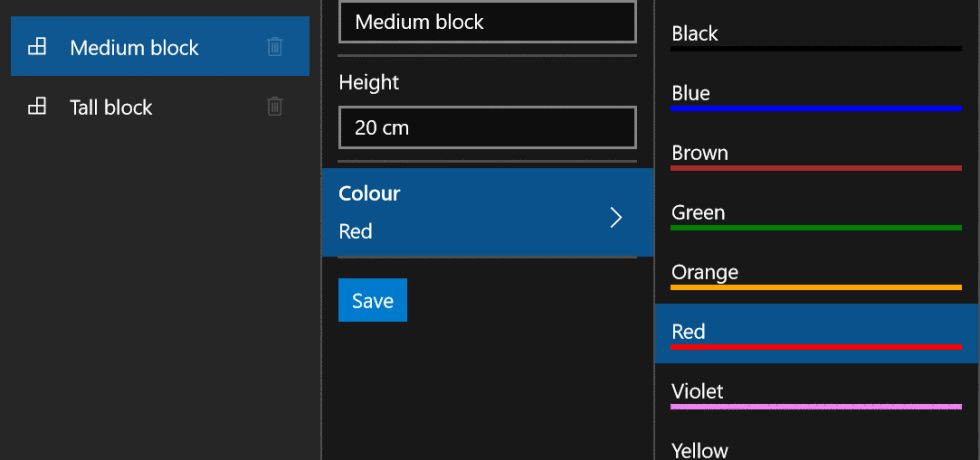 Medium block
Tall block
Medium block
Height
20 cm
Colour
Red
Save
Black
Blue
Brown
Green
Orange
Red
Violet
Yellow